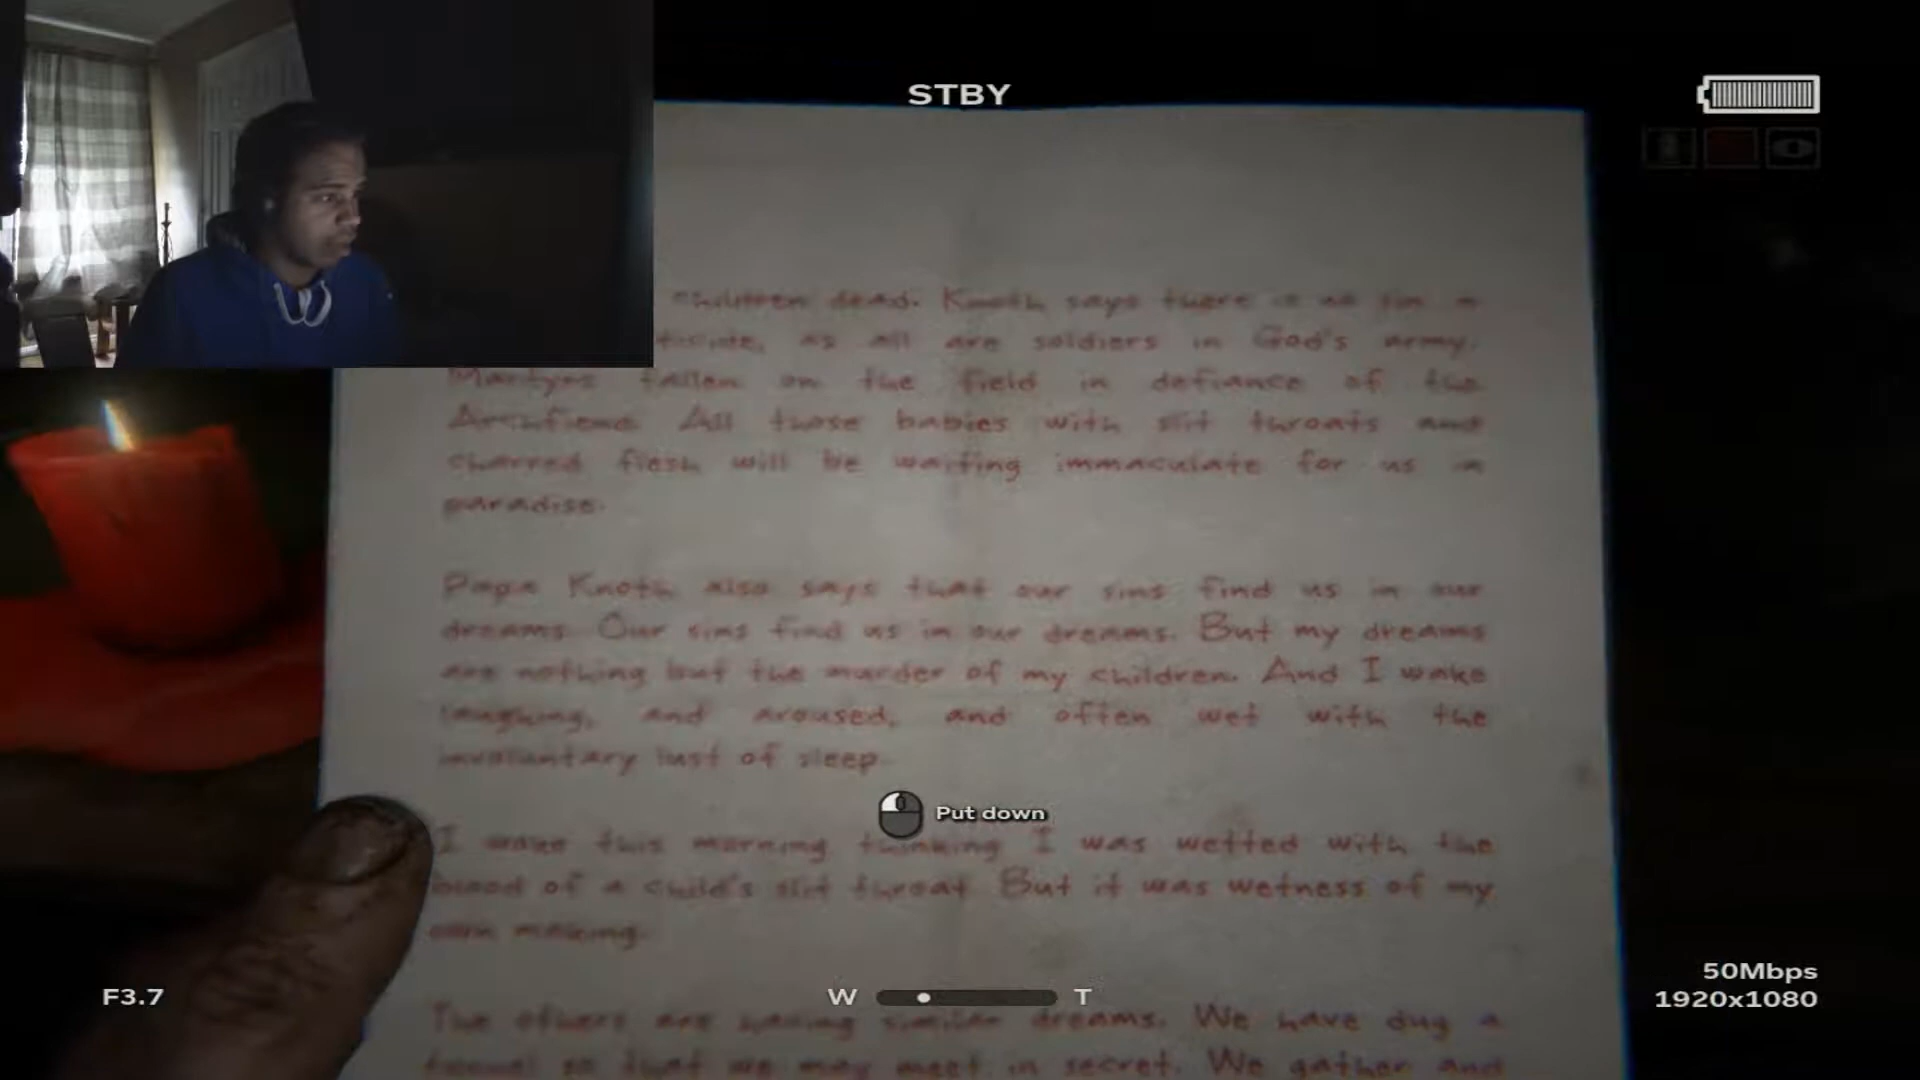 STBY
children dead. Knoth says there is no sin in
as all are soldiers in God's army.
Martyrs fallen on the field in defiance of the
Archfiend. All those babies with slit throats and
charred flesh will be waiting immaculate for us in
paradise.
Papa Knoth also says that our sins find us in our
dreams. Our sins find us in our dreams. But my dreams
are nothing but the murder of my children. And I wake
laughing, and aroused, and often wet with the
involuntary lust of sleep.
Put down
I wake this morning thinking I was wetted with the
blood of a child's slit throat. But it was wetness of my
own making.
F3.7
W T
50Mbps
1920x1080
The others are having similar dreams. We have dug a
tunnel so that we may meet in secret. We gather and